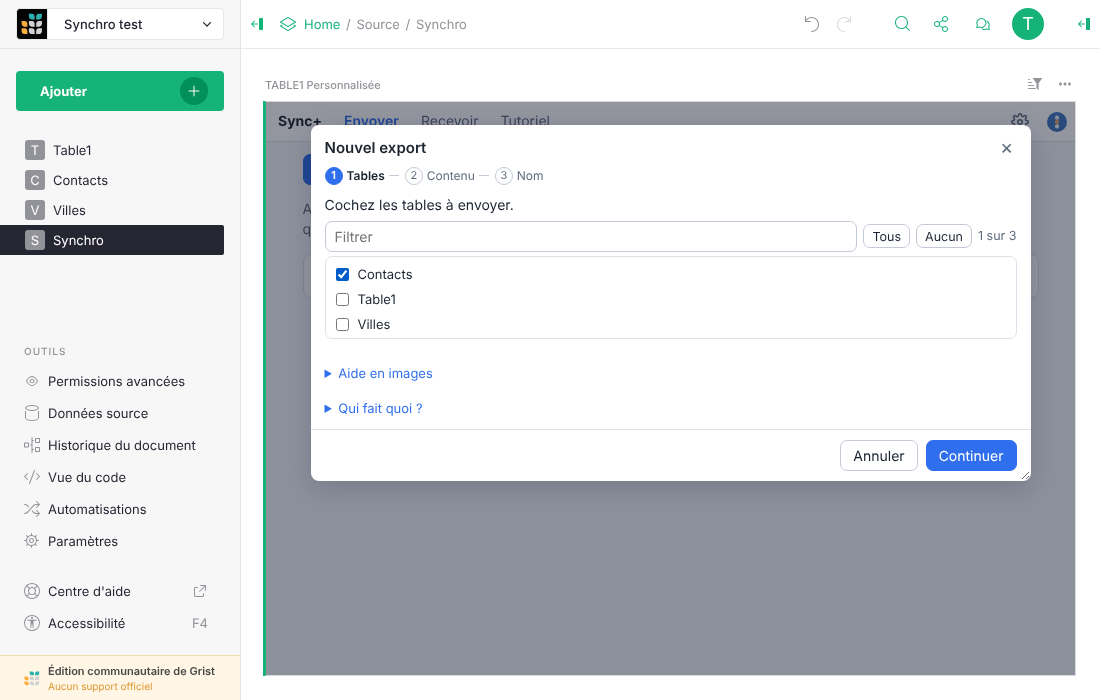 Synchro test
Home / Source / Synchro
T
Ajouter
TABLE1 Personnalisée
T Table1
C Contacts
V Villes
S Synchro
Sync+ Envoyer Recevoir Tutoriel
Nouvel export
1 Tables — 2 Contenu — 3 Nom
Cochez les tables à envoyer.
Filtrer
Tous
Aucun
1 sur 3
Contacts
Table1
Villes
Aide en images
Qui fait quoi ?
Annuler
Continuer
OUTILS
Permissions avancées
Données source
Historique du document
Vue du code
Automatisations
Paramètres
Centre d'aide
Accessibilité F4
Édition communautaire de Grist
Aucun support officiel